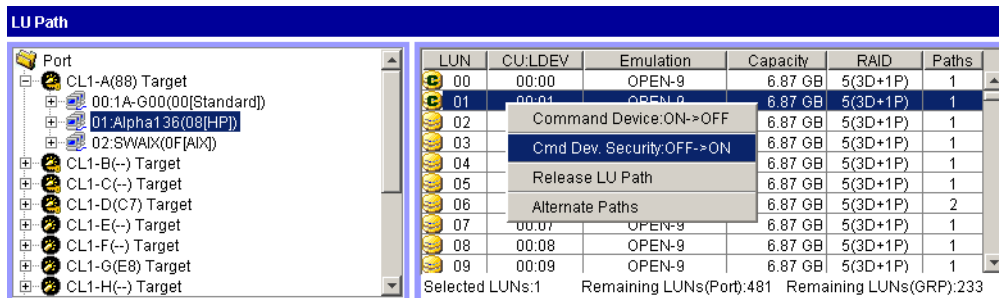 LU Path
Port
CL1-A(88) Target
00:1A-G00(00[Standard])
01:Alpha136(08[HP])
02:SWAIX(0F[AIX])
CL1-B(--) Target
CL1-C(--) Target
CL1-D(C7) Target
CL1-E(--) Target
CL1-F(--) Target
CL1-G(E8) Target
CL1-H(--) Target
LUN CU:LDEV Emulation Capacity RAID Paths
C 00 00:00 OPEN-9 6.87 GB 5(3D+1P) 1
C 01 00:01 OPEN-9 6.87 GB 5(3D+1P) 1
02 6.87 GB 5(3D+1P) 1
03 6.87 GB 5(3D+1P) 1
04 6.87 GB 5(3D+1P) 1
05 6.87 GB 5(3D+1P) 1
06 6.87 GB 5(3D+1P) 2
07 00:07 OPEN-9 6.87 GB 5(3D+1P) 1
08 00:08 OPEN-9 6.87 GB 5(3D+1P) 1
09 00:09 OPEN-9 6.87 GB 5(3D+1P) 1
Command Device:ON->OFF
Cmd Dev. Security:OFF->ON
Release LU Path
Alternate Paths
Selected LUNs:1 Remaining LUNs(Port):481 Remaining LUNs(GRP):233